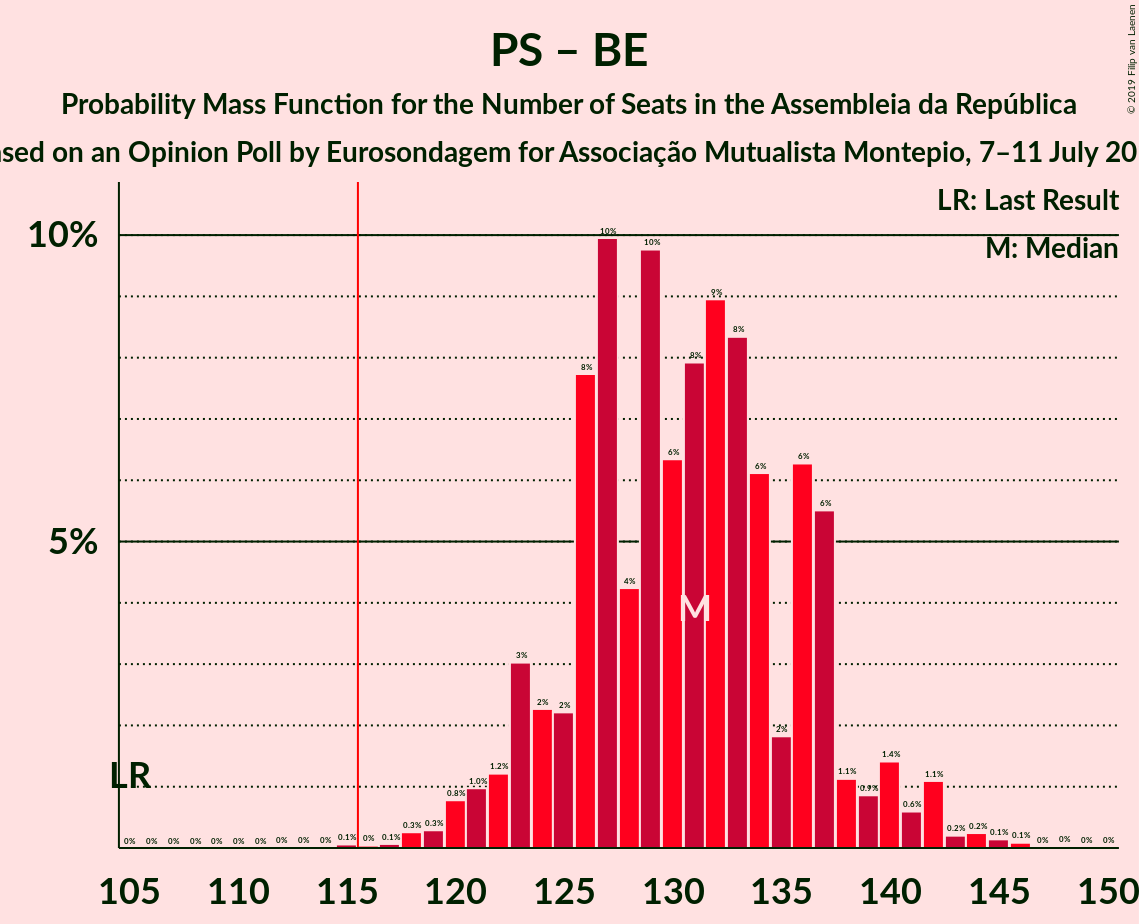 PS – BE
Probability Mass Function for the Number of Seats in the Assembleia da República
on an Opinion Poll by Eurosondagem for Associação Mutualista Montepio, 7–11 July
© 2019 Filip van Laenen
LR: Last Result
M: Median
10%
5%
0% 0% 0% 0% 0% 0% 0% 0% 0% 0% 0.1% 0% 0.1% 0.3% 0.3% 0.8% 1.0% 1.2% 3% 2% 2% 8% 10% 4% 10% 6% 8% 9% 8% 6% 2% 6% 6% 1.1% 0.9% 1.4% 0.6% 1.1% 0.2% 0.2% 0.1% 0.1% 0% 0% 0% 0%
M
LR
105 110 115 120 125 130 135 140 145 150